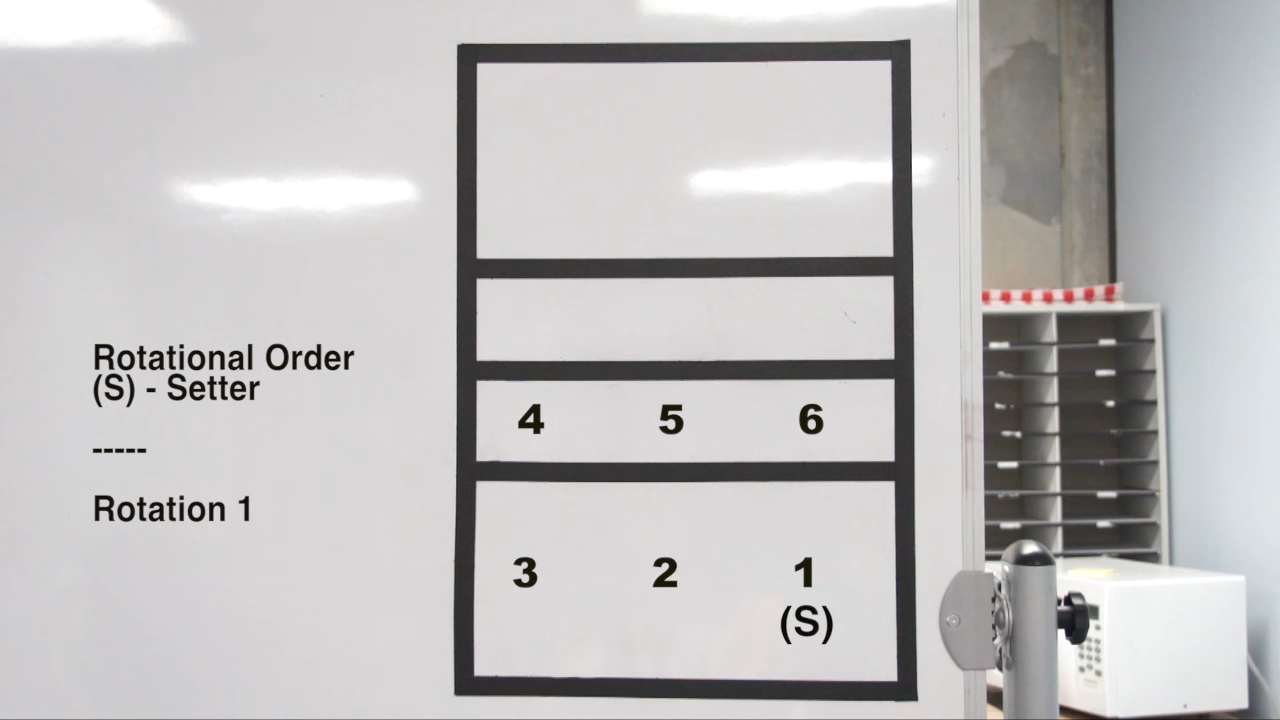 Rotational Order
(S) - Setter
-----
Rotation 1
4 5 6
3 2 1
(S)